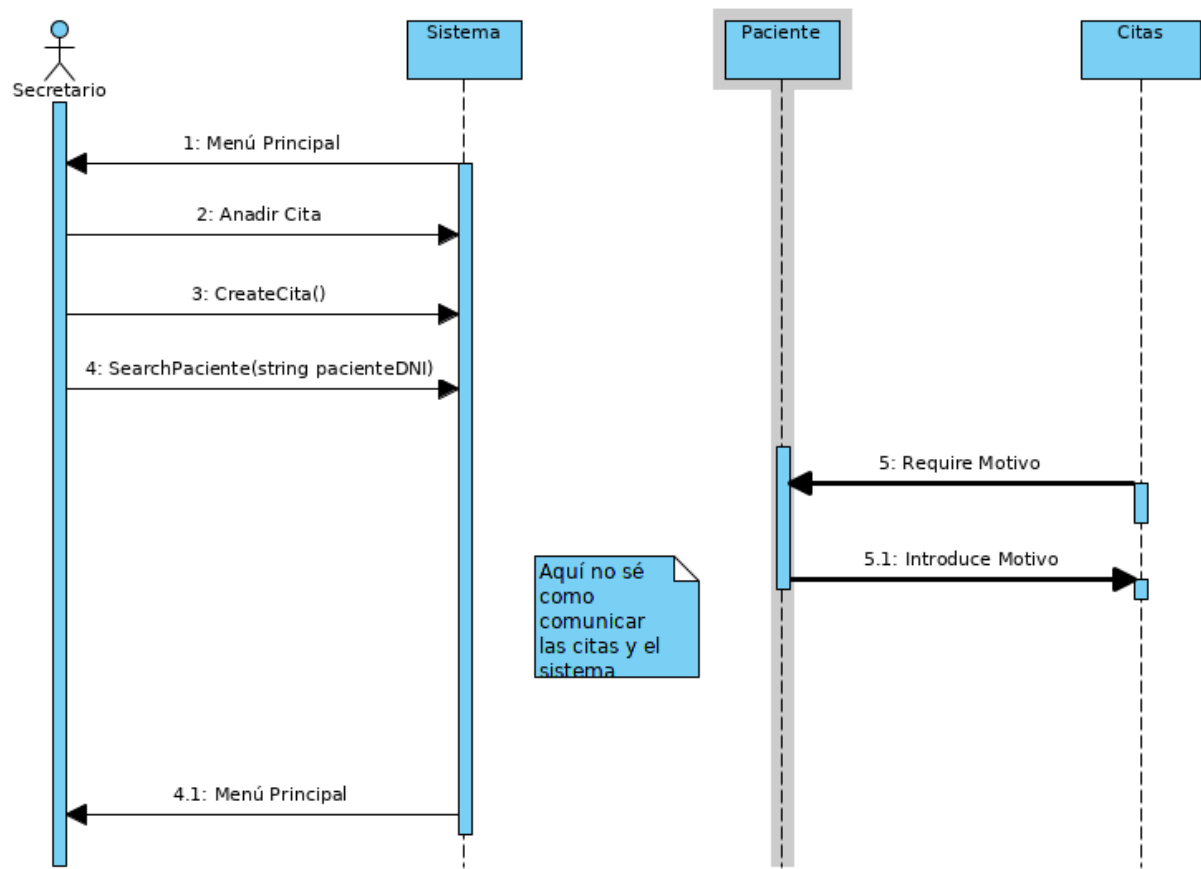 Secretario
Sistema
Paciente
Citas
1: Menú Principal
2: Anadir Cita
3: CreateCita()
4: SearchPaciente(string pacienteDNI)
5: Require Motivo
5.1: Introduce Motivo
Aquí no sé
como
comunicar
las citas y el
sistema
4.1: Menú Principal